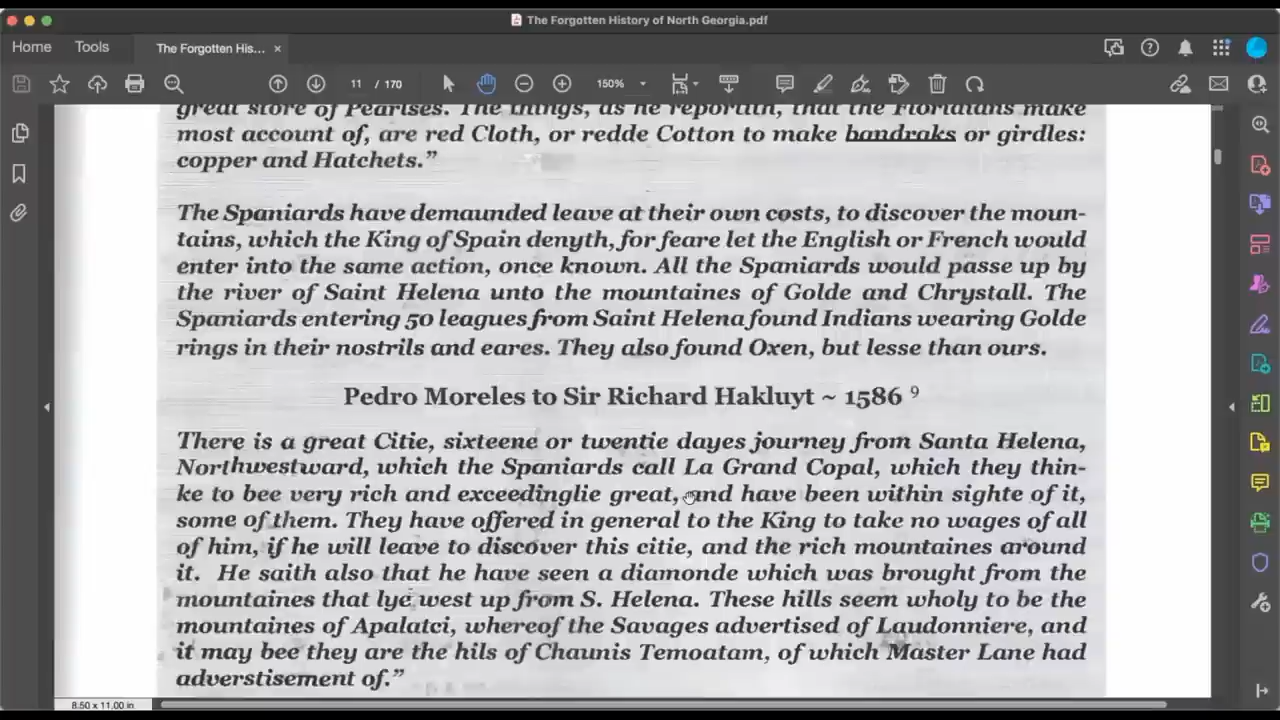 The Forgotten History of North Georgia.pdf
Home Tools The Forgotten His... ×
11 / 170 150%
great store of Pearlses. The things, as he reporath, that the Floridians make
most account of, are red Cloth, or redde Cotton to make bandraks or girdles:
copper and Hatchets.”
The Spaniards have demaunded leave at their own costs, to discover the moun-
tains, which the King of Spain denyth, for feare let the English or French would
enter into the same action, once known. All the Spaniards would passe up by
the river of Saint Helena unto the mountaines of Golde and Chrystall. The
Spaniards entering 50 leagues from Saint Helena found Indians wearing Golde
rings in their nostrils and eares. They also found Oxen, but lesse than ours.
Pedro Moreles to Sir Richard Hakluyt ~ 1586 9
There is a great Citie, sixteene or twentie dayes journey from Santa Helena,
Northwestward, which the Spaniards call La Grand Copal, which they thin-
ke to bee very rich and exceedinglie great, and have been within sighte of it,
some of them. They have offered in general to the King to take no wages of all
of him, if he will leave to discover this citie, and the rich mountaines around
it. He saith also that he have seen a diamonde which was brought from the
mountaines that lye west up from S. Helena. These hills seem wholy to be the
mountaines of Apalatci, whereof the Savages advertised of Laudonniere, and
it may bee they are the hils of Chaunis Temoatam, of which Master Lane had
adverstisement of.”
8.50 x 11.00 in